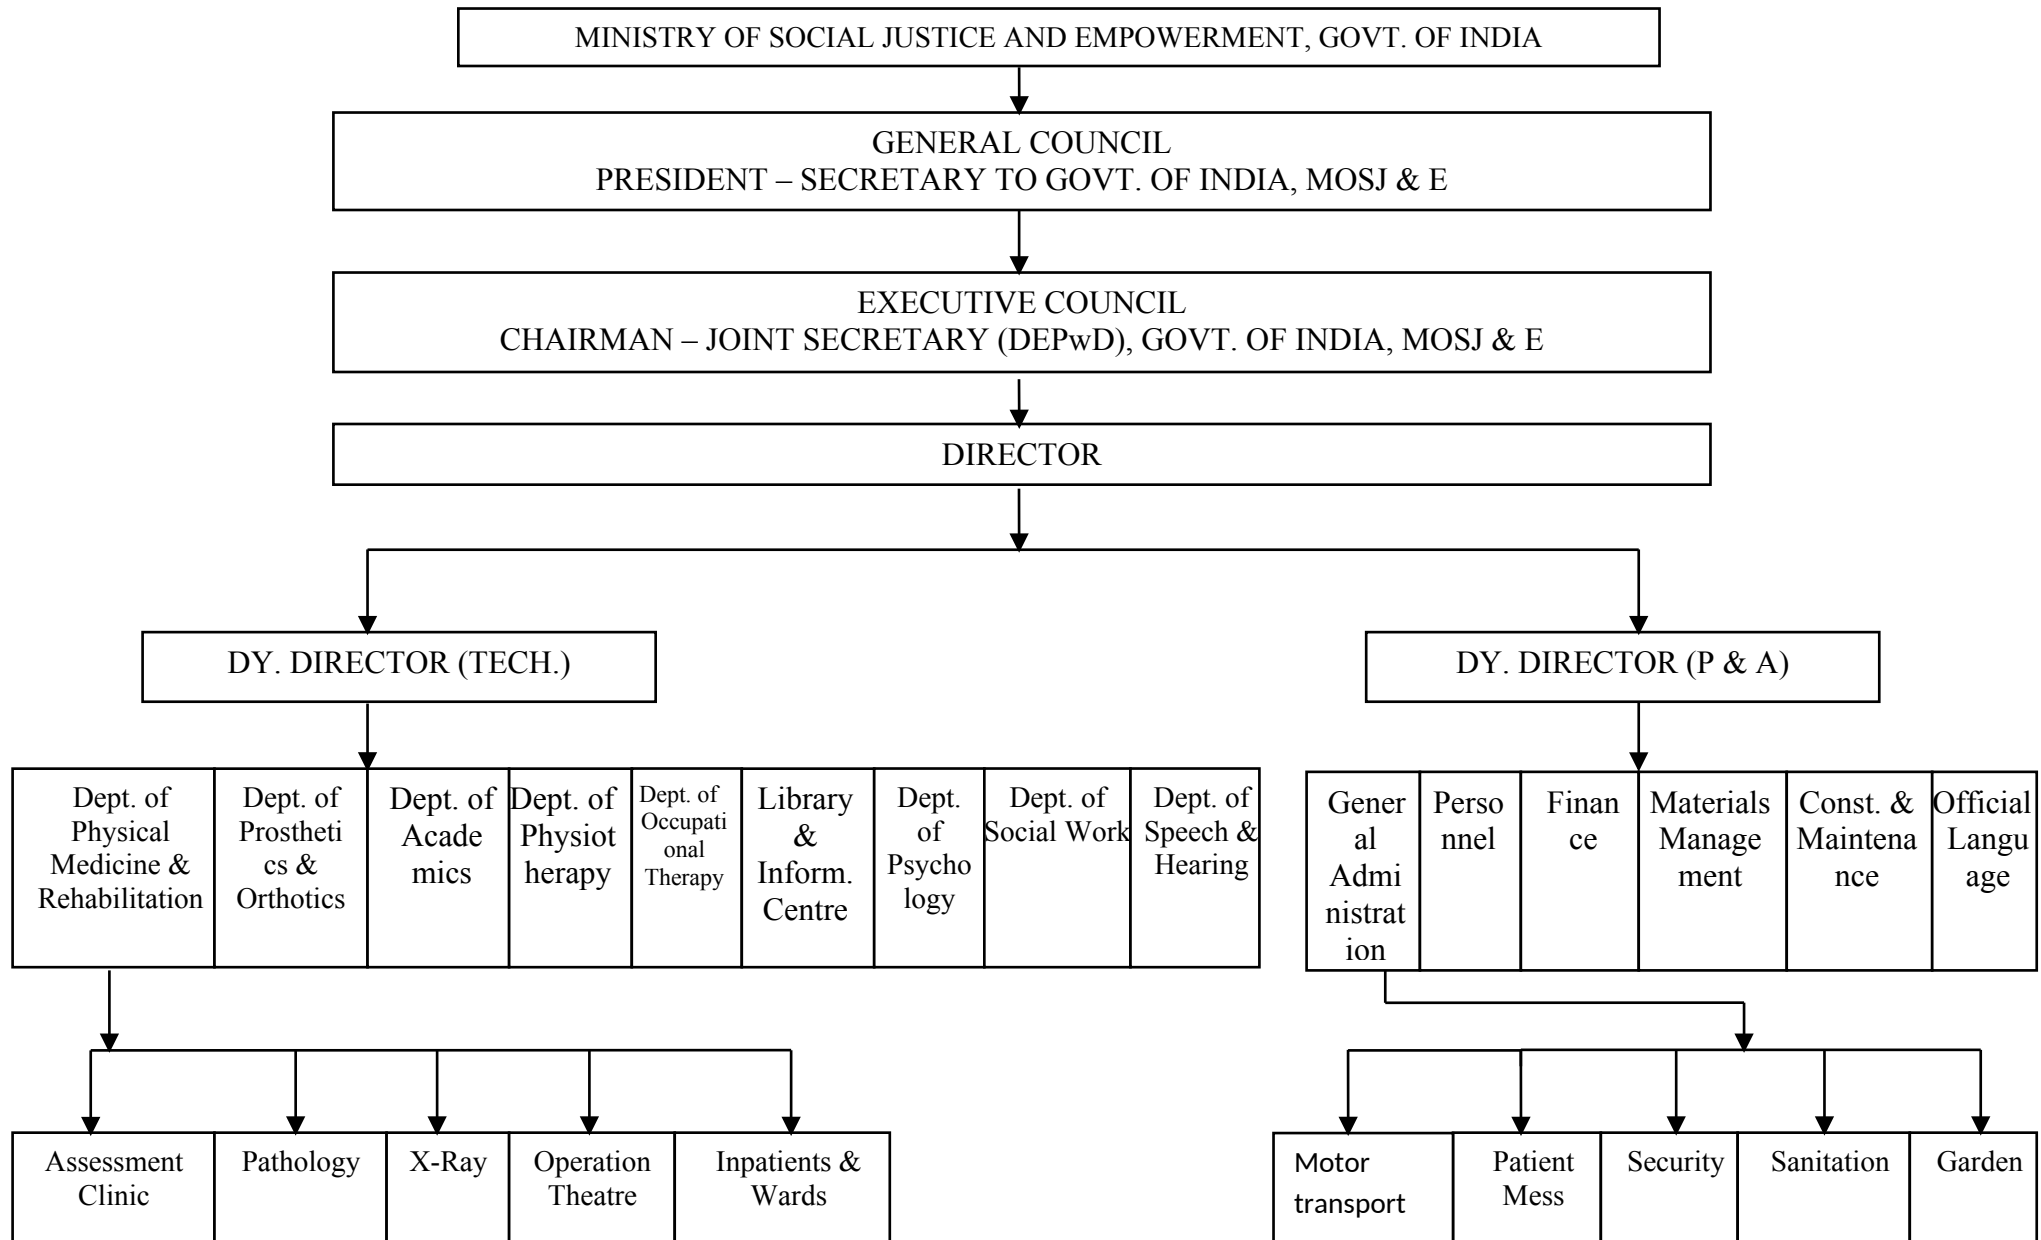 MINISTRY OF SOCIAL JUSTICE AND EMPOWERMENT, GOVT. OF INDIA
GENERAL COUNCIL
PRESIDENT – SECRETARY TO GOVT. OF INDIA, MOSJ & E
EXECUTIVE COUNCIL
CHAIRMAN – JOINT SECRETARY (DEPwD), GOVT. OF INDIA, MOSJ & E
DIRECTOR
DY. DIRECTOR (TECH.)
DY. DIRECTOR (P & A)
Dept. of
Physical
Medicine &
Rehabilitation
Dept. of
Prostheti
cs &
Orthotics
Dept. of
Acade
mics
Dept. of
Physiot
herapy
Dept. of
Occupati
onal
Therapy
Library
&
Inform.
Centre
Dept.
of
Psycho
logy
Dept. of
Social Work
Dept. of
Speech &
Hearing
Gener
al
Admi
nistrat
ion
Perso
nnel
Finan
ce
Materials
Manage
ment
Const. &
Maintena
nce
Official
Langu
age
Assessment
Clinic
Pathology
X-Ray
Operation
Theatre
Inpatients &
Wards
Motor
transport
Patient
Mess
Security
Sanitation
Garden